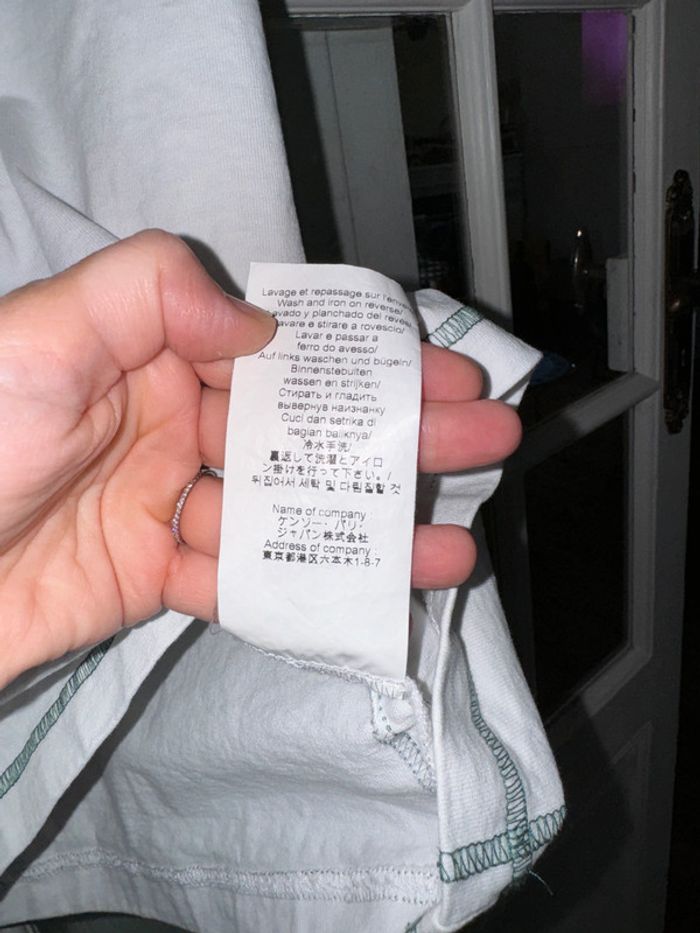 Lavage et repassage sur l'enve
Wash and iron on reverse/
avado y planchado del reves
avare e stirare a rovescio/
Lavar e passar a
ferro do avesso/
Auf links waschen und bügeln/
Binnenstebuiten
wassen en strijken/
Стирать и гладить
вывернув наизнанку
Cuci dan setrika di
bagian baliknya/
冷水手洗/
裏返して洗濯とアイロ
ン掛けを行って下さい。/
뒤집어서 세탁 및 다림질할 것
Name of company :
ケンゾー・パリ・
ジャパン株式会社
Address of company :
東京都港区六本木1-8-7